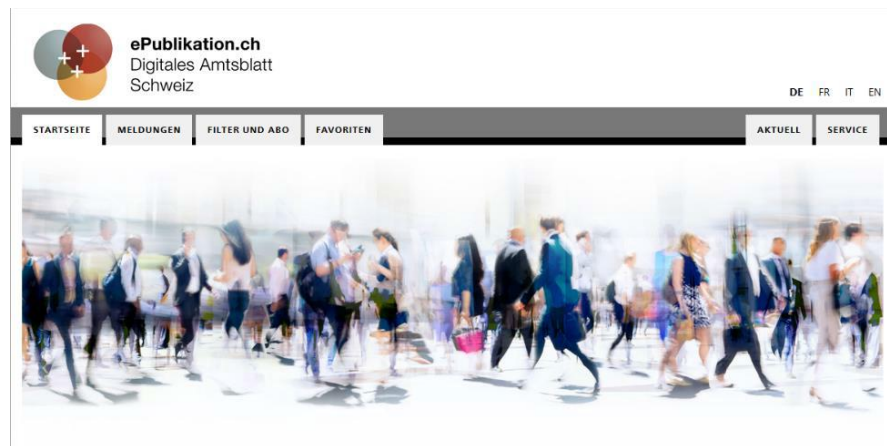 ePublikation.ch
Digitales Amtsblatt
Schweiz
DE FR IT EN
STARTSEITE MELDUNGEN FILTER UND ABO FAVORITEN AKTUELL SERVICE